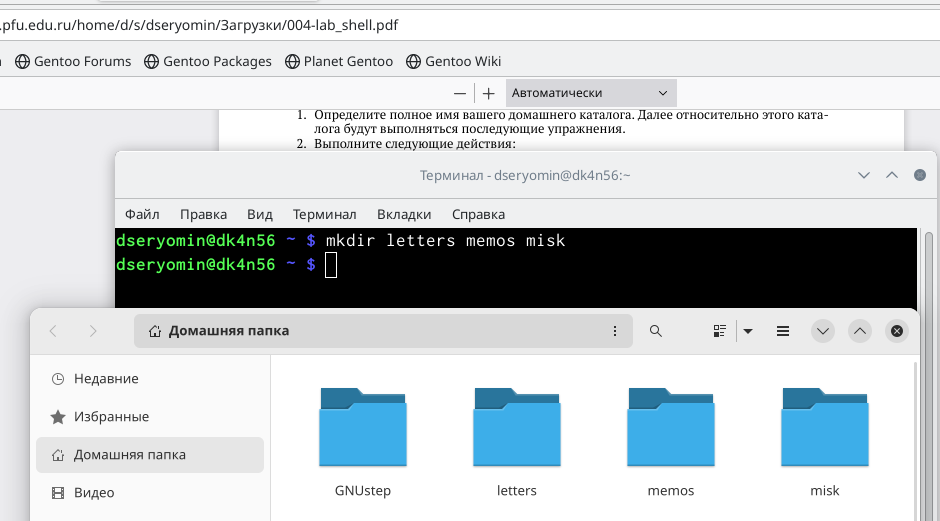 .pfu.edu.ru/home/d/s/dseryomin/Загрузки/004-lab_shell.pdf
Gentoo Forums Gentoo Packages Planet Gentoo Gentoo Wiki
— + Автоматически
1. Определите полное имя вашего домашнего каталога. Далее относительно этого ката-
лога будут выполняться последующие упражнения.
2. Выполните следующие действия:
Терминал - dseryomin@dk4n56:~
Файл Правка Вид Терминал Вкладки Справка
dseryomin@dk4n56 ~ $ mkdir letters memos misk
dseryomin@dk4n56 ~ $
Домашняя папка
Недавние
Избранные
Домашняя папка
Видео
GNUstep letters memos misk